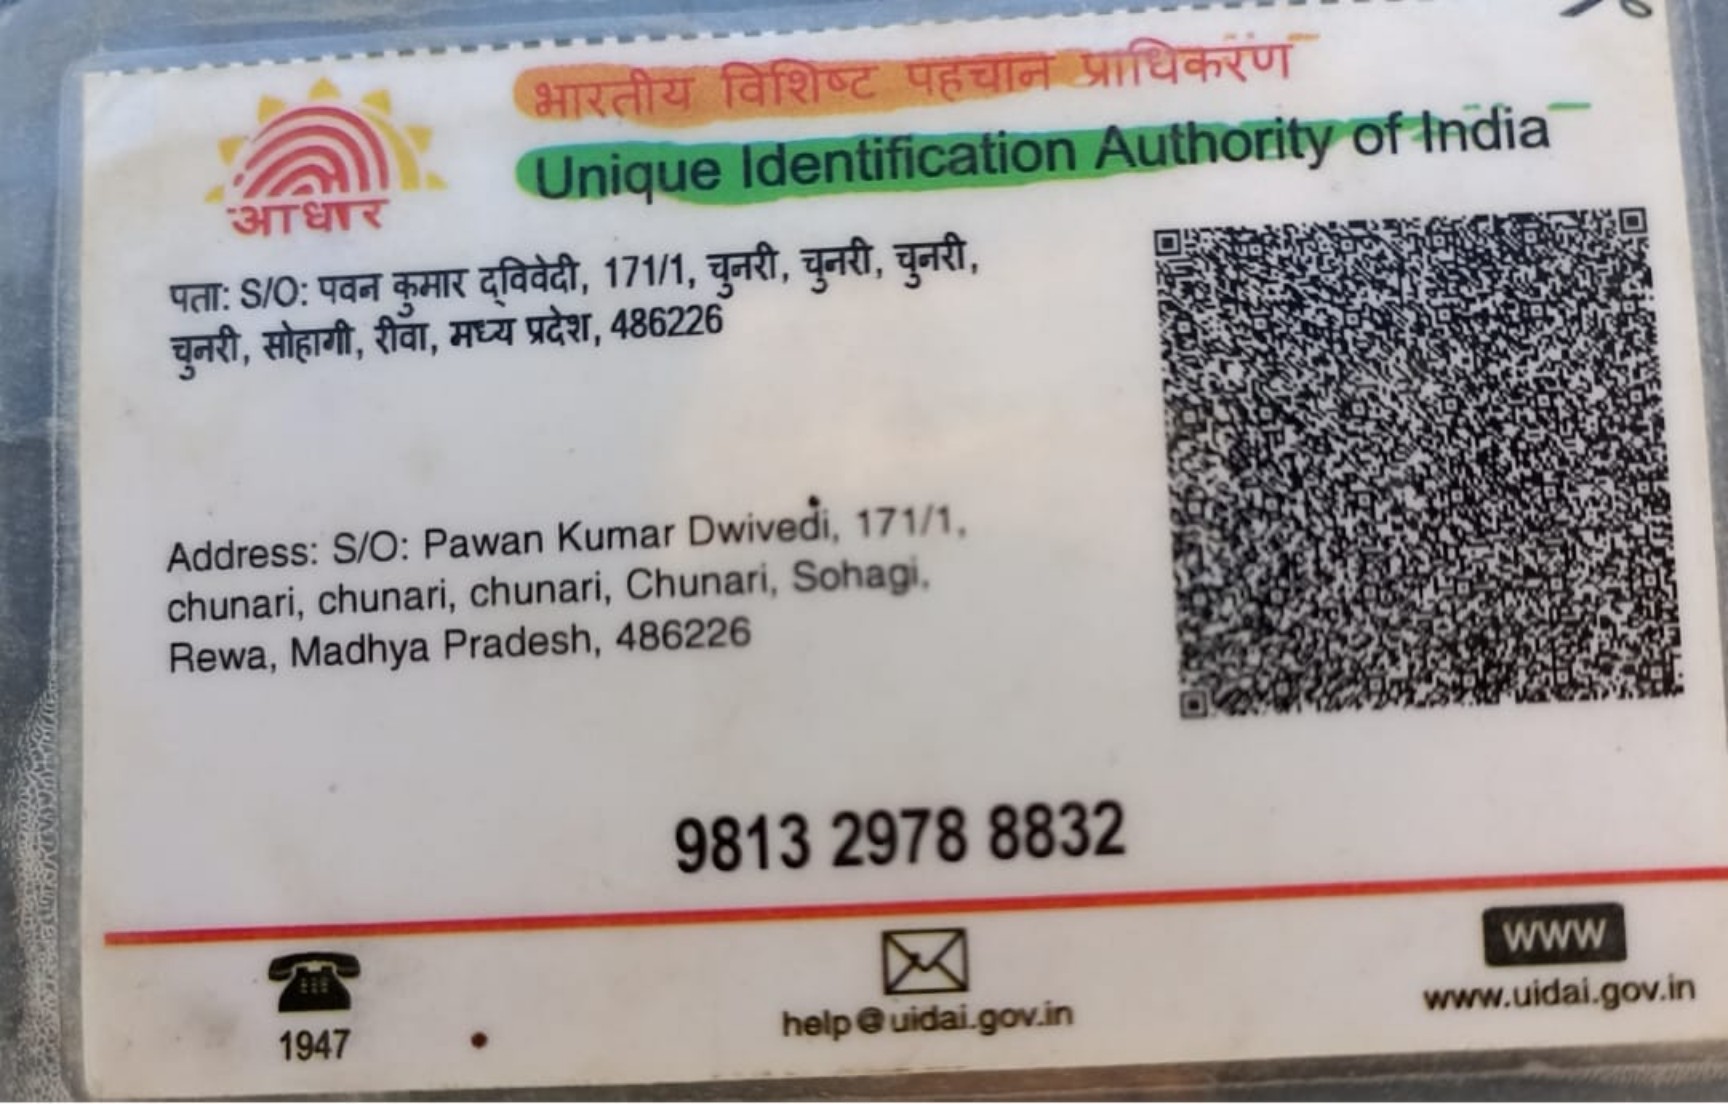 भारतीय विशिष्ट पहचान प्राधिकरण
Unique Identification Authority of India
आधार
पता: S/O: पवन कुमार द्विवेदी, 171/1, चुनरी, चुनरी, चुनरी,
चुनरी, सोहागी, रीवा, मध्य प्रदेश, 486226
Address: S/O: Pawan Kumar Dwivedi, 171/1,
chunari, chunari, chunari, Chunari, Sohagi,
Rewa, Madhya Pradesh, 486226
9813 2978 8832
WWW
1947
help@uidai.gov.in
www.uidai.gov.in